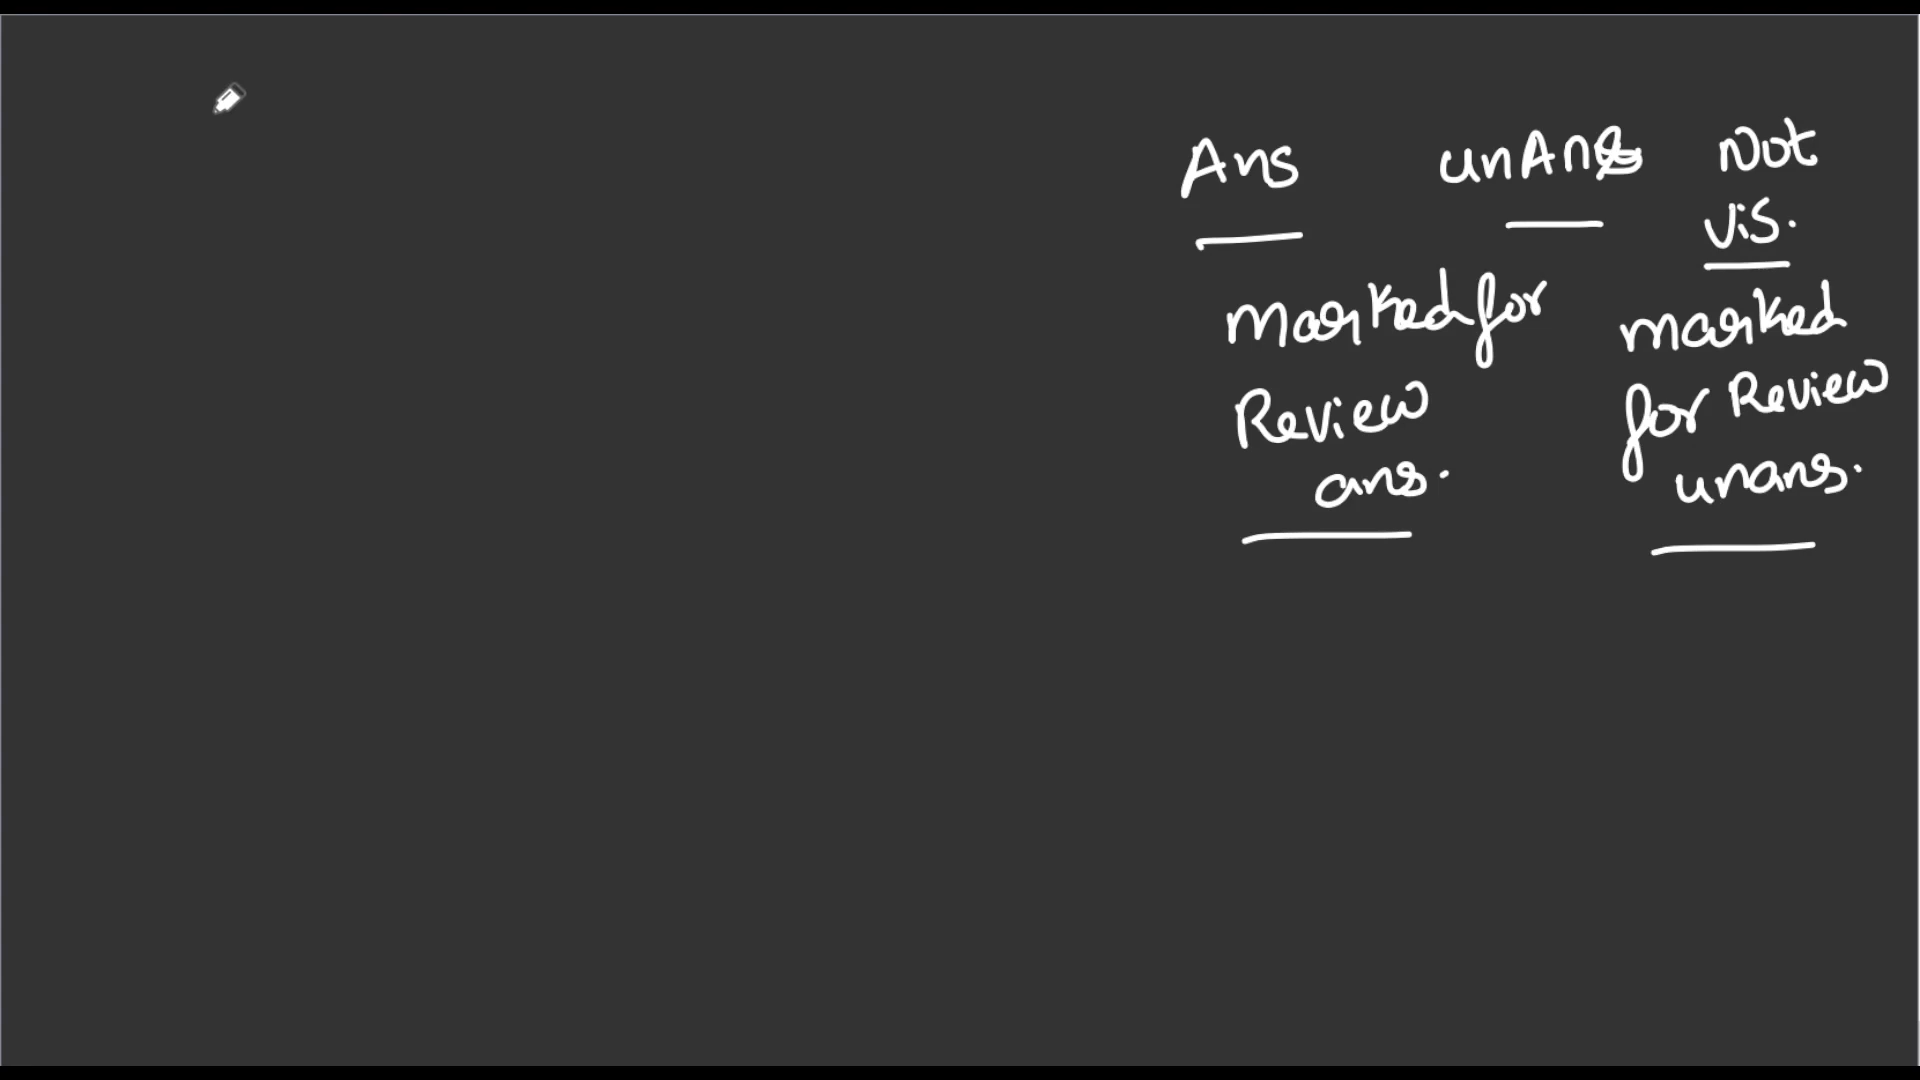 Ans unAns Not
Vis.
marked for marked
Review for Review
ans. unans.